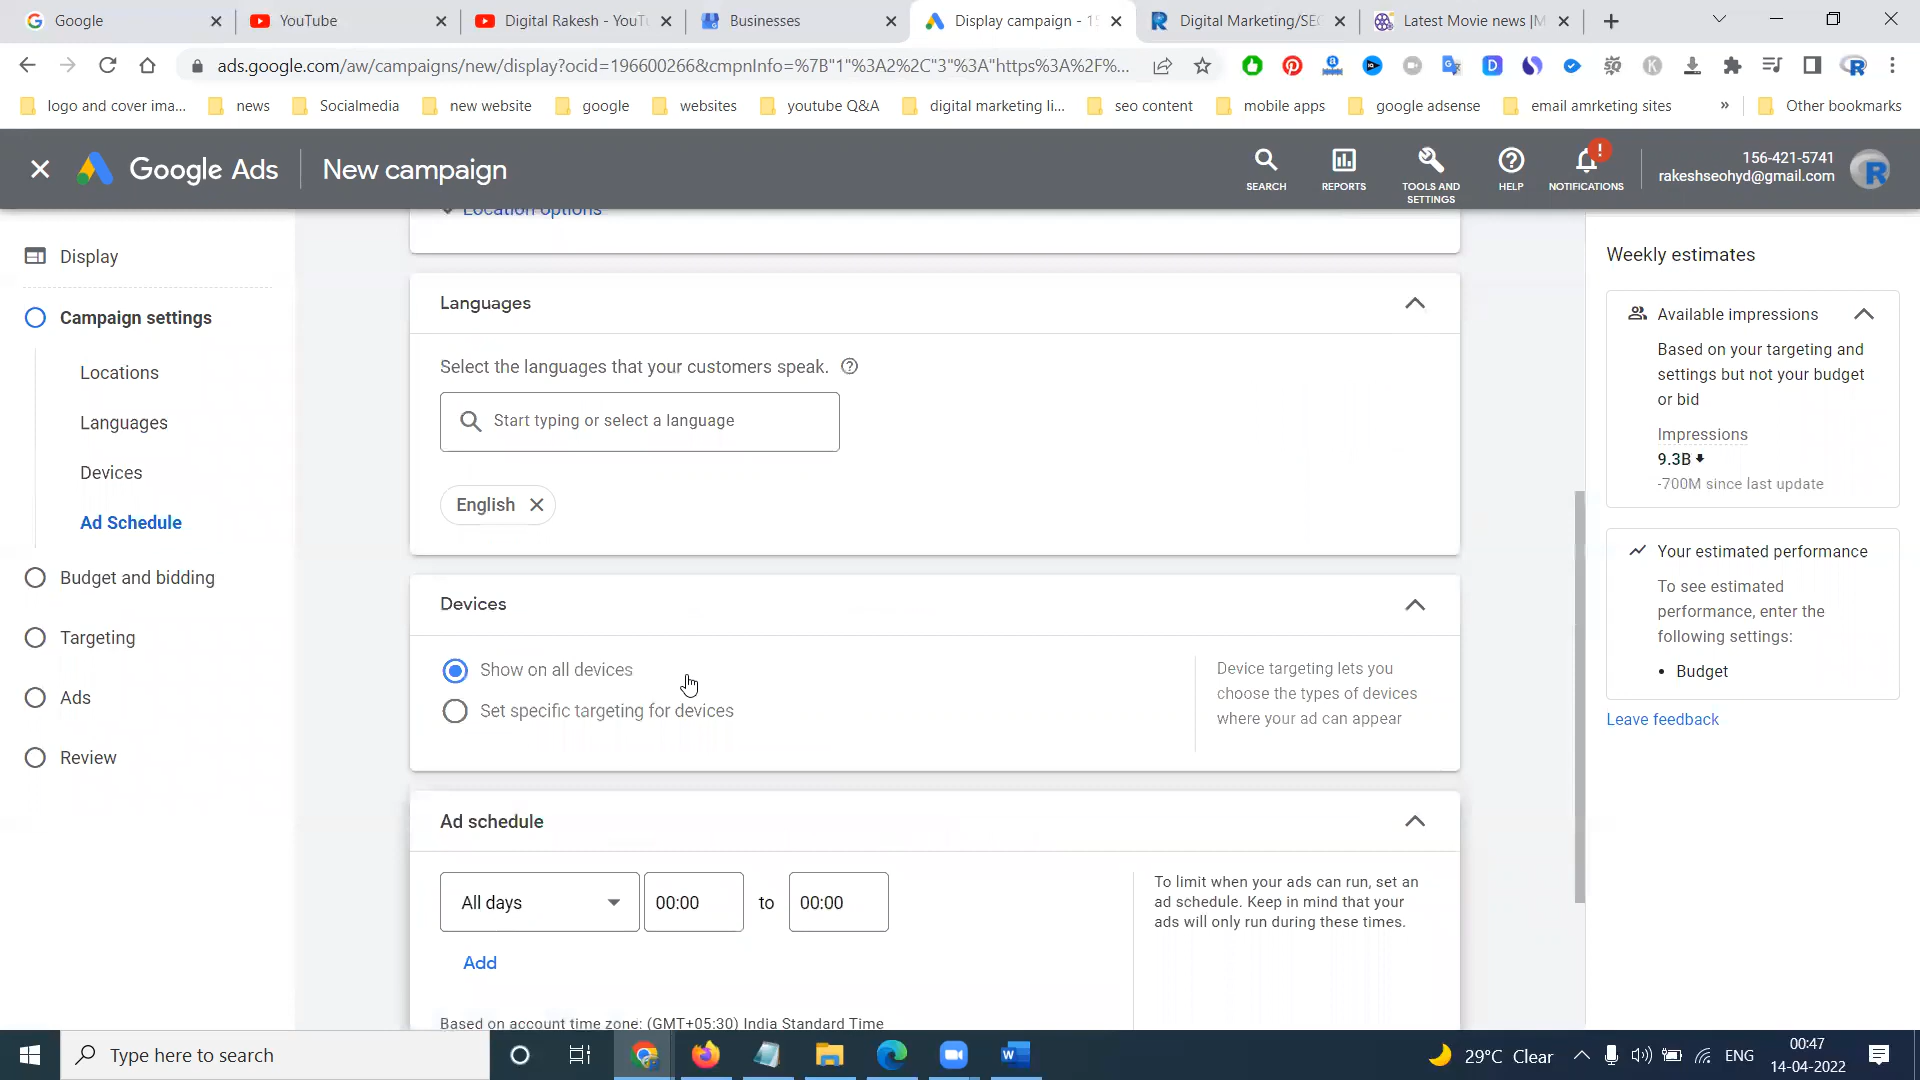 Google
YouTube
Digital Rakesh - YouTu
Businesses
Display campaign - 15
Digital Marketing/SEO
Latest Movie news |M
ads.google.com/aw/campaigns/new/display?ocid=196600266&cmpnInfo=%7B"1"%3A2%2C"3"%3A"https%3A%2F%...
logo and cover ima...
news
Socialmedia
new website
google
websites
youtube Q&A
digital marketing li...
seo content
mobile apps
google adsense
email amrketing sites
»
Other bookmarks
Google Ads
New campaign
SEARCH
REPORTS
TOOLS AND
SETTINGS
HELP
NOTIFICATIONS
156-421-5741
rakeshseohyd@gmail.com
Display
Campaign settings
Locations
Languages
Devices
Ad Schedule
Budget and bidding
Targeting
Ads
Review
Location options
Languages
Select the languages that your customers speak.
Start typing or select a language
English
Devices
Show on all devices
Set specific targeting for devices
Device targeting lets you
choose the types of devices
where your ad can appear
Ad schedule
All days
00:00
to
00:00
Add
To limit when your ads can run, set an
ad schedule. Keep in mind that your
ads will only run during these times.
Based on account time zone: (GMT+05:30) India Standard Time
Weekly estimates
Available impressions
Based on your targeting and
settings but not your budget
or bid
Impressions
9.3B
-700M since last update
Your estimated performance
To see estimated
performance, enter the
following settings:
• Budget
Leave feedback
Type here to search
29°C Clear
ENG
00:47
14-04-2022